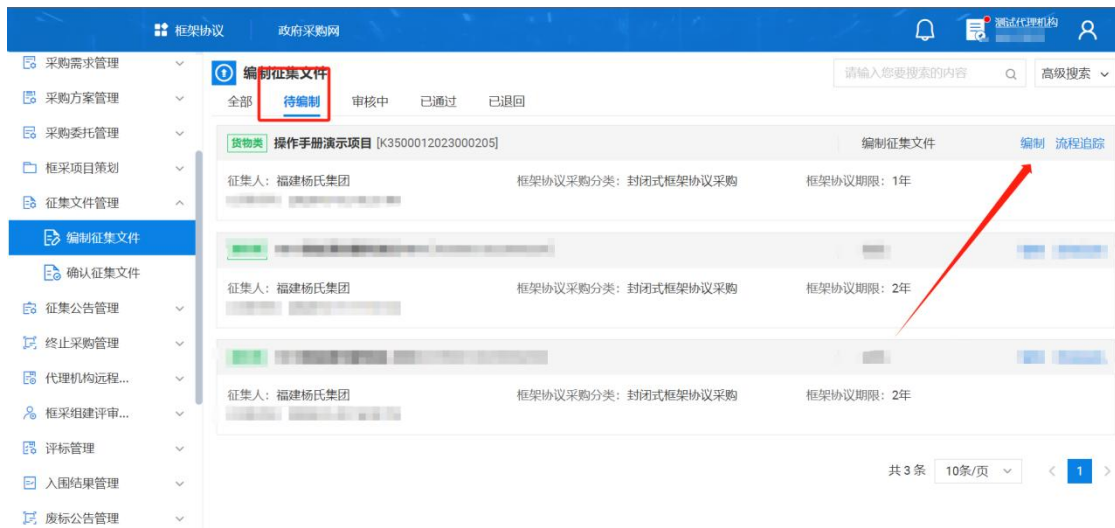 框架协议 政府采购网 测试代理机构
采购需求管理
采购方案管理
采购委托管理
框采项目策划
征集文件管理
编制征集文件
确认征集文件
征集公告管理
终止采购管理
代理机构远程...
框采组建评审...
评标管理
入围结果管理
废标公告管理
编制征集文件 请输入您要搜索的内容 高级搜索
全部 待编制 审核中 已通过 已退回
货物类 操作手册演示项目 [K3500012023000205] 编制征集文件 编制 流程追踪
征集人：福建杨氏集团 框架协议采购分类：封闭式框架协议采购 框架协议期限：1年
征集人：福建杨氏集团 框架协议采购分类：封闭式框架协议采购 框架协议期限：2年
征集人：福建杨氏集团 框架协议采购分类：封闭式框架协议采购 框架协议期限：2年
共 3 条 10条/页 < 1 >